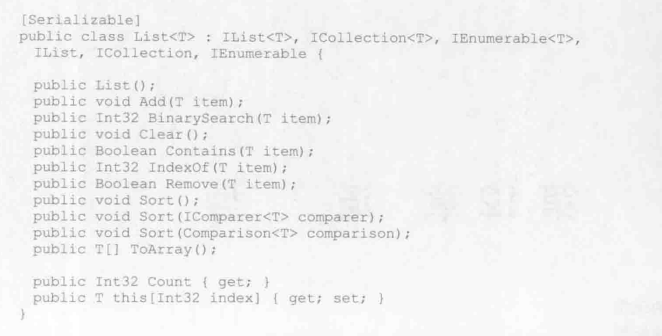 [Serializable]
public class List<T> : IList<T>, ICollection<T>, IEnumerable<T>,
IList, ICollection, IEnumerable {
public List();
public void Add(T item);
public Int32 BinarySearch(T item);
public void Clear();
public Boolean Contains(T item);
public Int32 IndexOf(T item);
public Boolean Remove(T item);
public void Sort();
public void Sort(IComparer<T> comparer);
public void Sort(Comparison<T> comparison);
public T[] ToArray();
public Int32 Count { get; }
public T this[Int32 index] { get; set; }
}